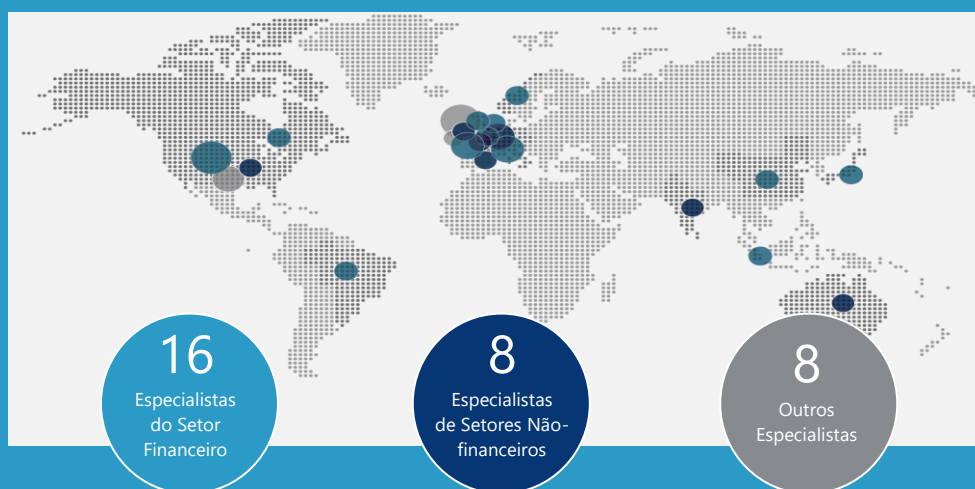 16
Especialistas
do Setor
Financeiro
8
Especialistas
de Setores Não-
financeiros
8
Outros
Especialistas